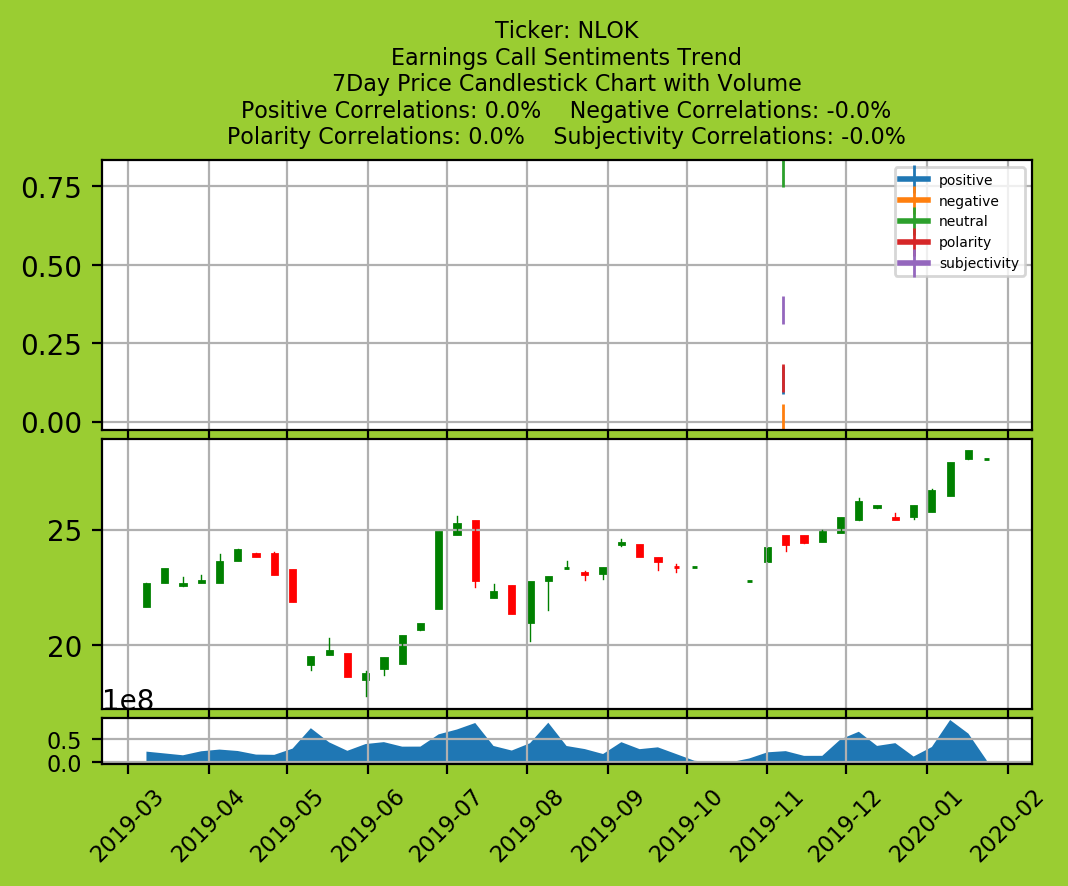 Ticker: NLOK
Earnings Call Sentiments Trend
7Day Price Candlestick Chart with Volume
Positive Correlations: 0.0%    Negative Correlations: -0.0%
Polarity Correlations: 0.0%    Subjectivity Correlations: -0.0%
0.75
0.50
0.25
0.00
positive
negative
neutral
polarity
subjectivity
25
20
1e8
0.5
0.0
2019-03
2019-04
2019-05
2019-06
2019-07
2019-08
2019-09
2019-10
2019-11
2019-12
2020-01
2020-02